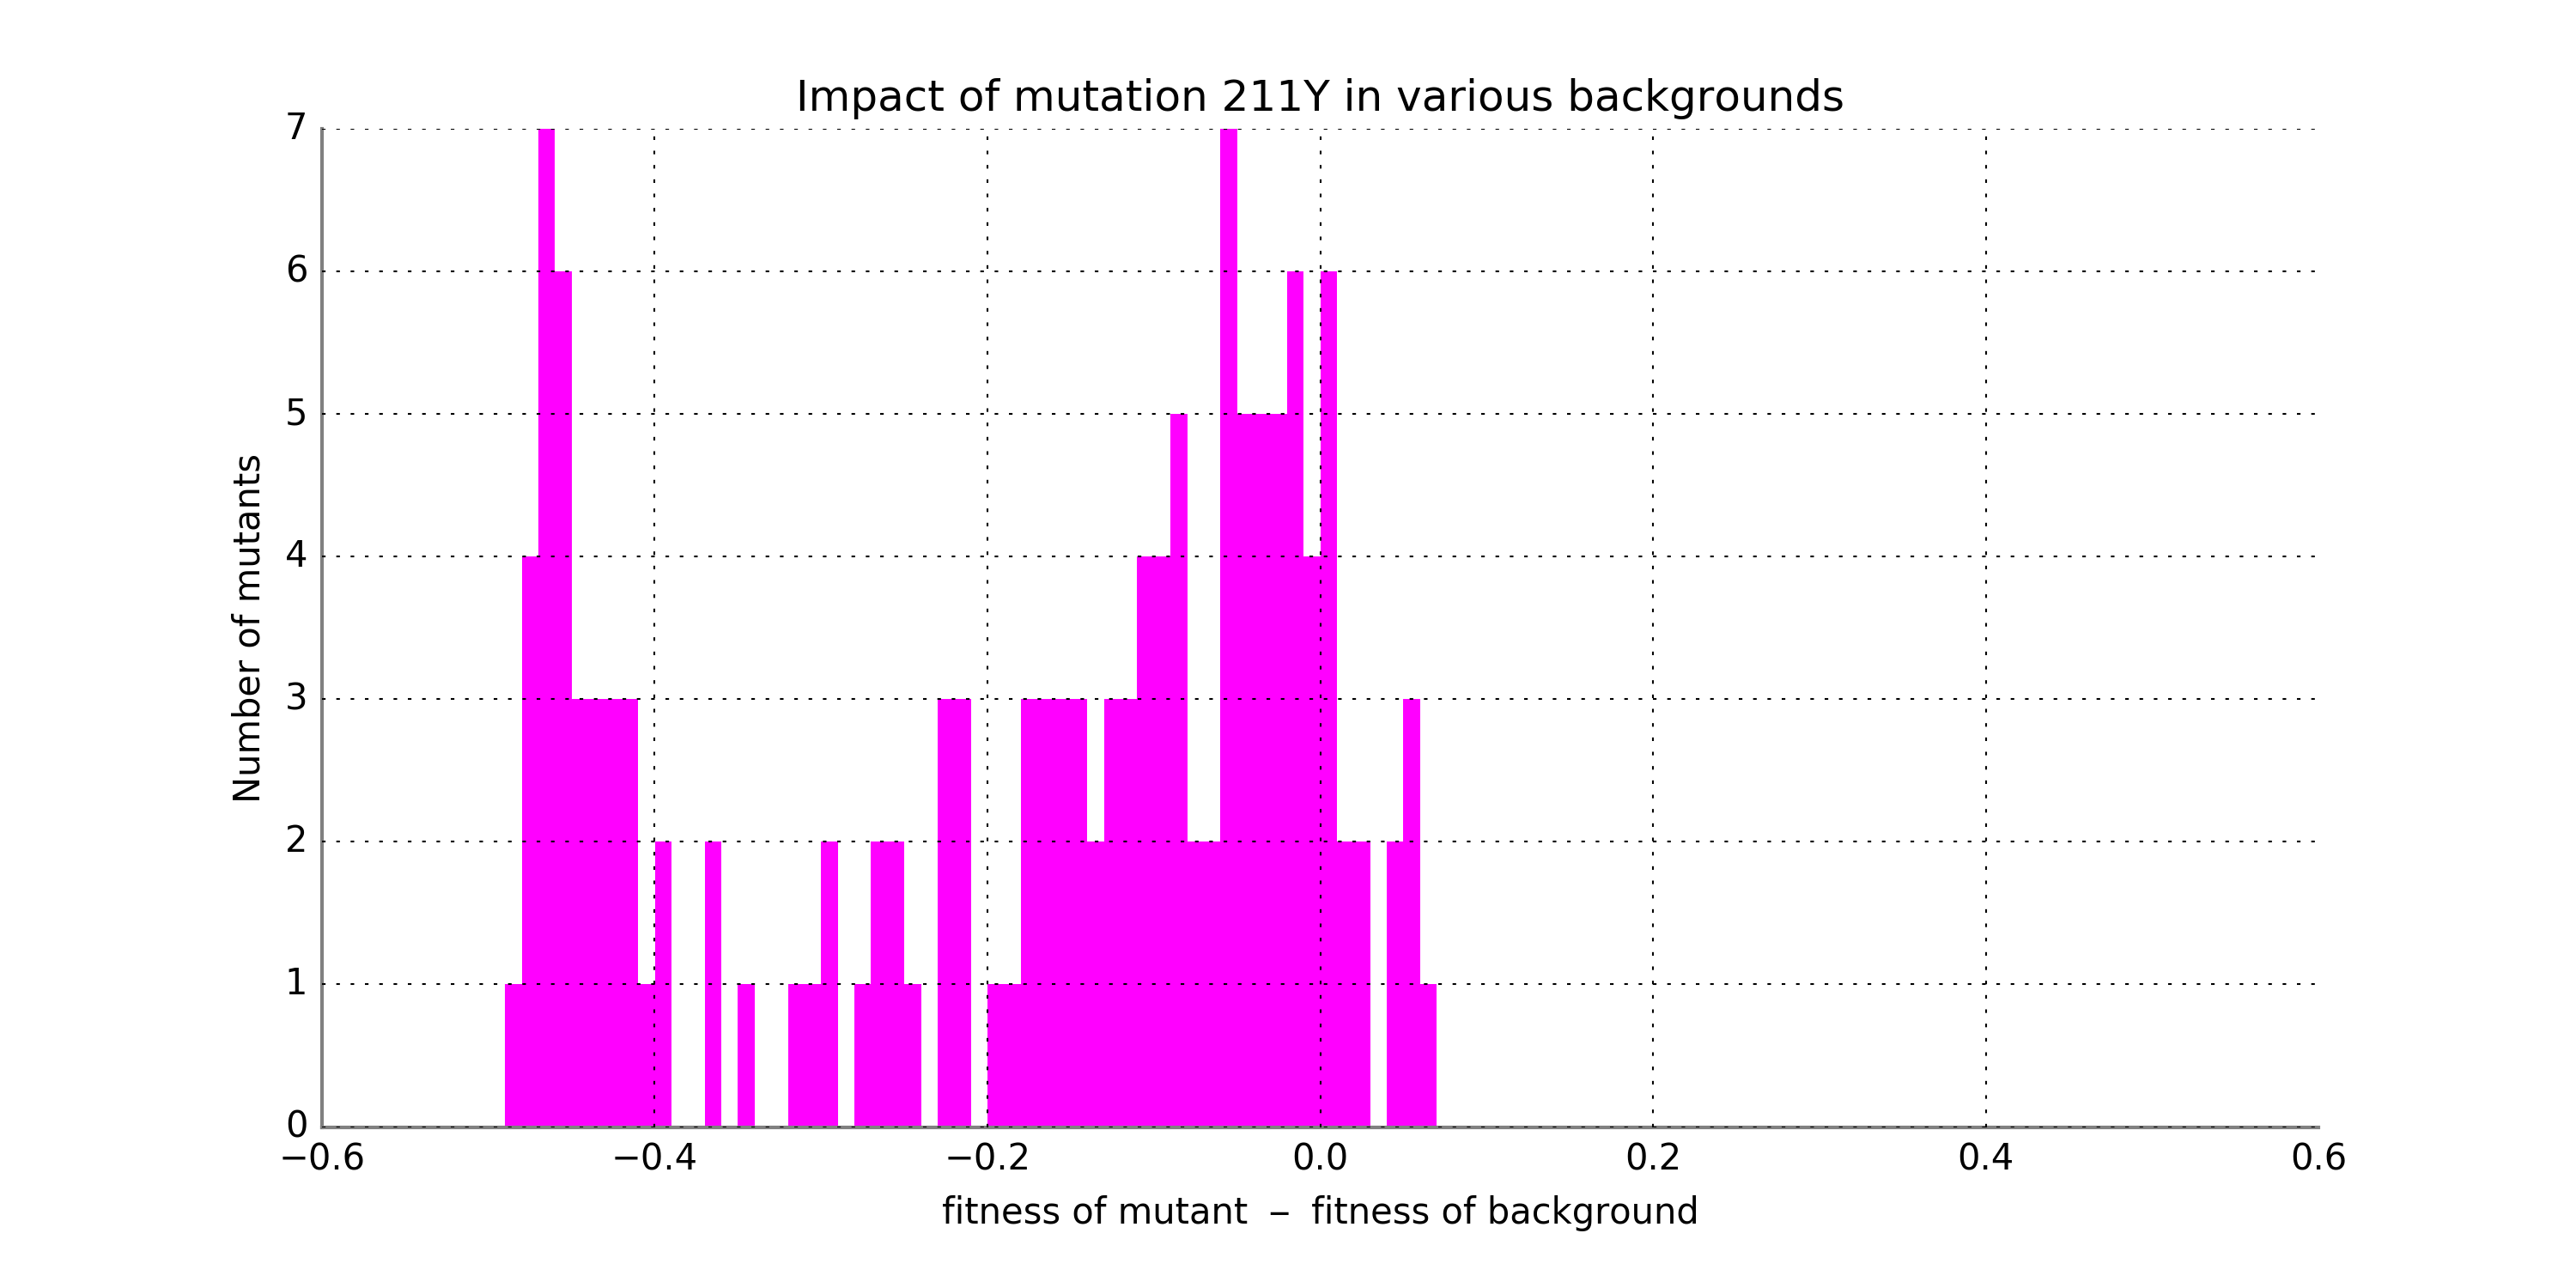 Impact of mutation 211Y in various backgrounds
7
6
5
4
3
2
1
0
Number of mutants
−0.6 −0.4 −0.2 0.0 0.2 0.4 0.6
fitness of mutant − fitness of background